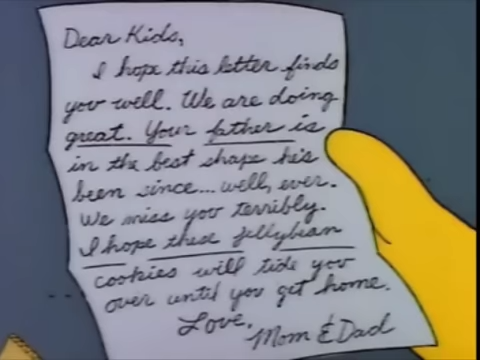 Dear Kids,
I hope this letter finds
you well. We are doing
great. Your father is
in the best shape he's
been since... well, ever.
We miss you terribly.
I hope these jellybean
cookies will tide you
over until you get home.
Love,
Mom & Dad